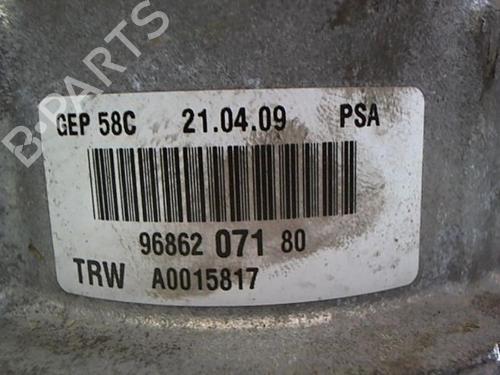 B-PARTS
GEP 58C 21.04.09 PSA
96862 071 80
TRW A0015817